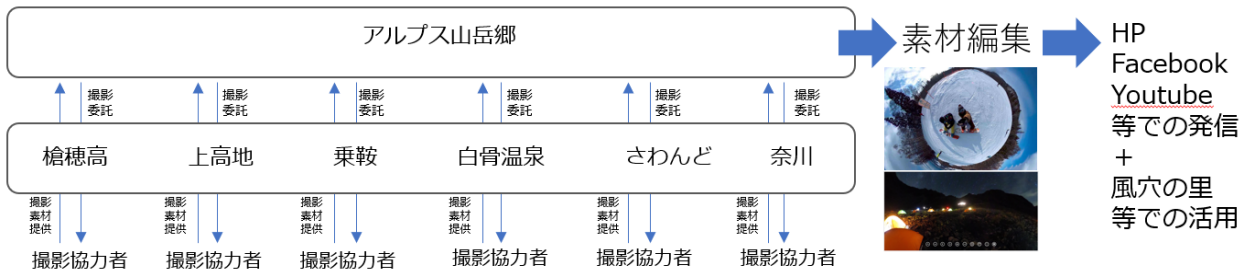 アルプス山岳郷
素材編集
HP
Facebook
Youtube
等での発信
＋
風穴の里
等での活用
撮影
委託
撮影
委託
撮影
委託
撮影
委託
撮影
委託
撮影
委託
槍穂高
上高地
乗鞍
白骨温泉
さわんど
奈川
撮影
素材
提供
撮影
素材
提供
撮影
素材
提供
撮影
素材
提供
撮影
素材
提供
撮影
素材
提供
撮影協力者
撮影協力者
撮影協力者
撮影協力者
撮影協力者
撮影協力者